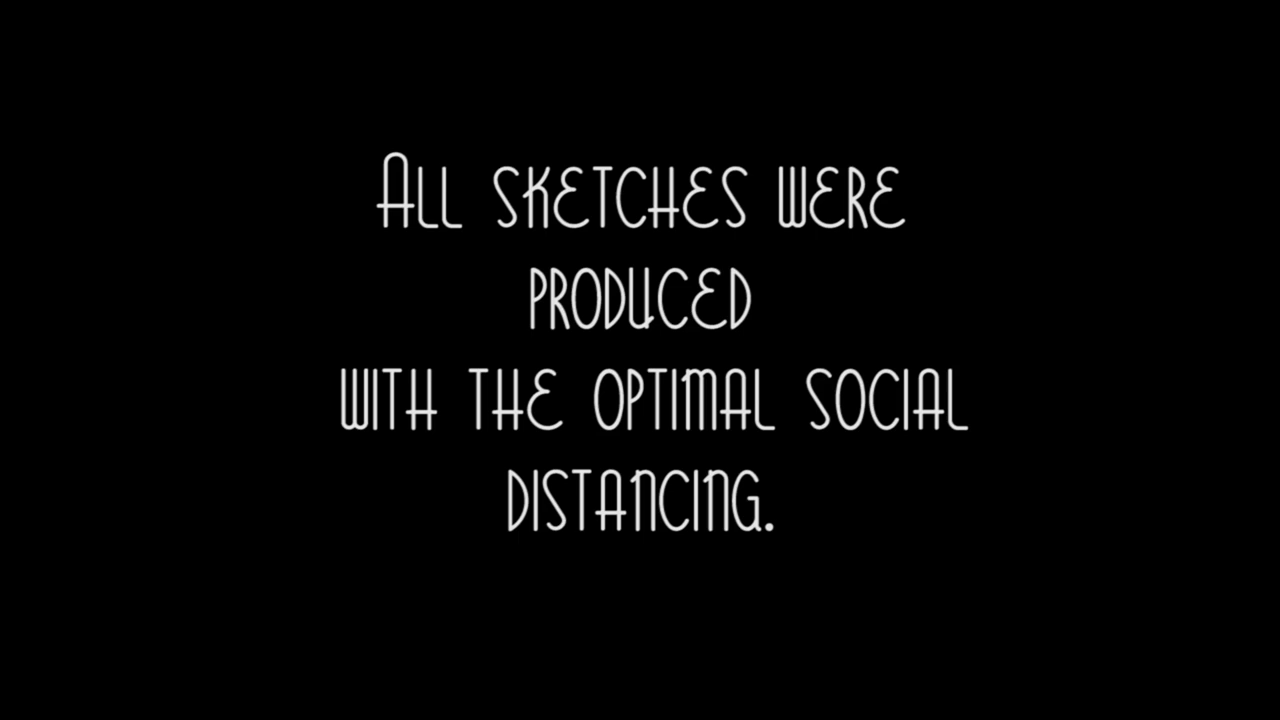 All sketches were
produced
with the optimal social
distancing.